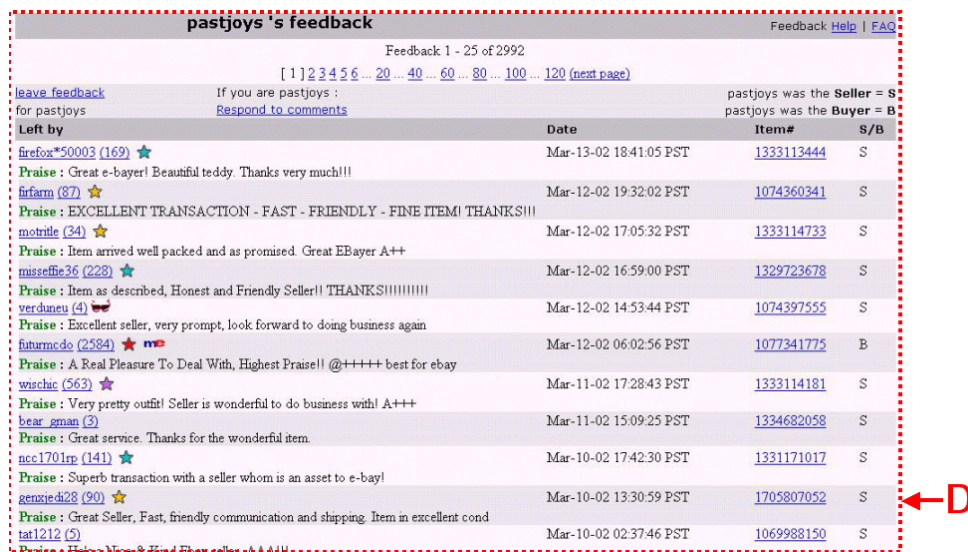 pastjoys 's feedback Feedback Help | FAQ
Feedback 1 - 25 of 2992
[ 1 ] 2 3 4 5 6 ... 20 ... 40 ... 60 ... 80 ... 100 ... 120 (next page)
leave feedback If you are pastjoys : pastjoys was the Seller = S
for pastjoys Respond to comments pastjoys was the Buyer = B
Left by Date Item# S/B
firefox*50003 (169) Mar-13-02 18:41:05 PST 1333113444 S
Praise : Great e-bayer! Beautiful teddy. Thanks very much!!!
firfarm (87) Mar-12-02 19:32:02 PST 1074360341 S
Praise : EXCELLENT TRANSACTION - FAST - FRIENDLY - FINE ITEM! THANKS!!!
motritle (34) Mar-12-02 17:05:32 PST 1333114733 S
Praise : Item arrived well packed and as promised. Great EBayer A++
misseffie36 (228) Mar-12-02 16:59:00 PST 1329723678 S
Praise : Item as described, Honest and Friendly Seller!! THANKS!!!!!!!!!!
verduneu (4) Mar-12-02 14:53:44 PST 1074397555 S
Praise : Excellent seller, very prompt, look forward to doing business again
futurmcdo (2584) me Mar-12-02 06:02:56 PST 1077341775 B
Praise : A Real Pleasure To Deal With, Highest Praise!! @+++++ best for ebay
wischic (563) Mar-11-02 17:28:43 PST 1333114181 S
Praise : Very pretty outfit! Seller is wonderful to do business with! A+++
bear_gman (3) Mar-11-02 15:09:25 PST 1334682058 S
Praise : Great service. Thanks for the wonderful item.
ncc1701rp (141) Mar-10-02 17:42:30 PST 1331171017 S
Praise : Superb transaction with a seller whom is an asset to e-bay!
genxjedi28 (90) Mar-10-02 13:30:59 PST 1705807052 S
D
Praise : Great Seller, Fast, friendly communication and shipping. Item in excellent cond
tat1212 (5) Mar-10-02 02:37:46 PST 1069988150 S